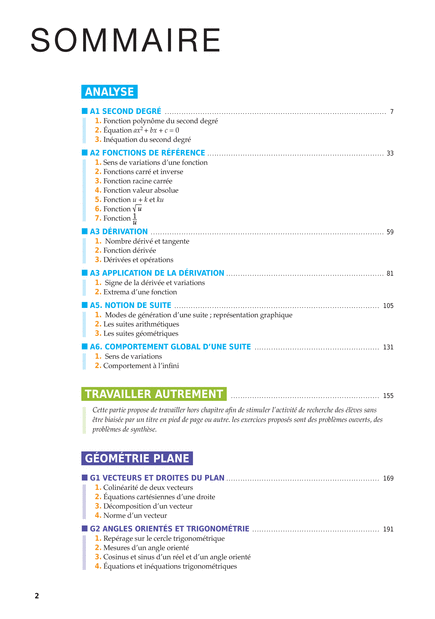 SOMMAIRE
ANALYSE
A1 SECOND DEGRÉ ........ 7
1. Fonction polynôme du second degré
2. Équation ax² + bx + c = 0
3. Inéquation du second degré
A2 FONCTIONS DE RÉFÉRENCE ........ 33
1. Sens de variations d'une fonction
2. Fonctions carré et inverse
3. Fonction racine carrée
4. Fonction valeur absolue
5. Fonction u + k et ku
6. Fonction √u
7. Fonction 1/u
A3 DÉRIVATION ........ 59
1. Nombre dérivé et tangente
2. Fonction dérivée
3. Dérivées et opérations
A3 APPLICATION DE LA DÉRIVATION ........ 81
1. Signe de la dérivée et variations
2. Extrema d'une fonction
A5. NOTION DE SUITE ........ 105
1. Modes de génération d'une suite ; représentation graphique
2. Les suites arithmétiques
3. Les suites géométriques
A6. COMPORTEMENT GLOBAL D'UNE SUITE ........ 131
1. Sens de variations
2. Comportement à l'infini
TRAVAILLER AUTREMENT ........ 155
Cette partie propose de travailler hors chapitre afin de stimuler l'activité de recherche des élèves sans
être biaisée par un titre en pied de page ou autre. les exercices proposés sont des problèmes ouverts, des
problèmes de synthèse.
GÉOMÉTRIE PLANE
G1 VECTEURS ET DROITES DU PLAN ........ 169
1. Colinéarité de deux vecteurs
2. Équations cartésiennes d'une droite
3. Décomposition d'un vecteur
4. Norme d'un vecteur
G2 ANGLES ORIENTÉS ET TRIGONOMÉTRIE ........ 191
1. Repérage sur le cercle trigonométrique
2. Mesures d'un angle orienté
3. Cosinus et sinus d'un réel et d'un angle orienté
4. Équations et inéquations trigonométriques
2